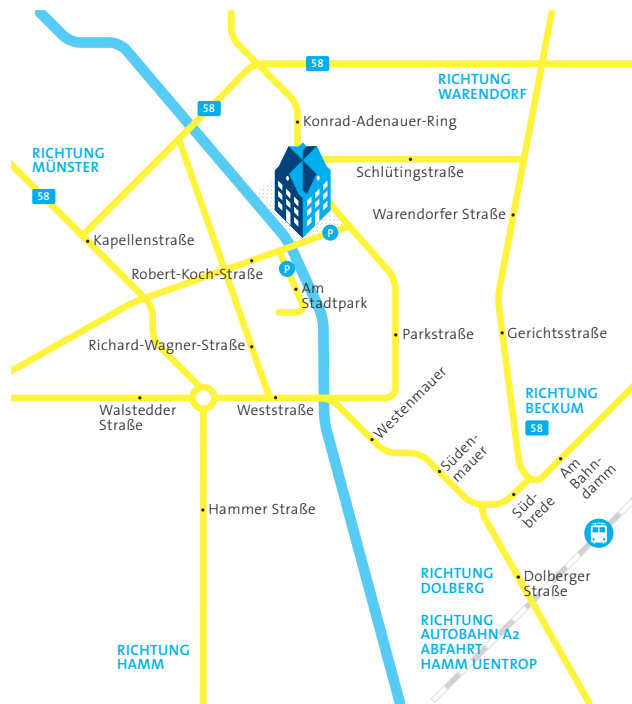 58
RICHTUNG
WARENDORF
58
Konrad-Adenauer-Ring
RICHTUNG
MÜNSTER
Schlütingstraße
58
Warendorfer Straße
Kapellenstraße
P
Robert-Koch-Straße
P
Am
Stadtpark
Parkstraße
Gerichtsstraße
Richard-Wagner-Straße
RICHTUNG
BECKUM
58
Walstedder
Straße
Weststraße
Westenmauer
Süden-
mauer
Am
Bahn-
damm
Süd-
brede
Hammer Straße
RICHTUNG
DOLBERG
Dolberger
Straße
RICHTUNG
AUTOBAHN A2
ABFAHRT
HAMM UENTROP
RICHTUNG
HAMM